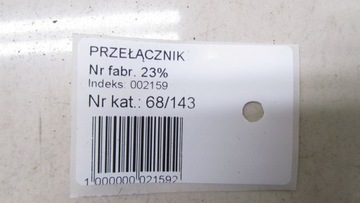 PRZEŁĄCZNIK
Nr fabr. 23%
Indeks: 002159
Nr kat.: 68/143
1 000000 021592